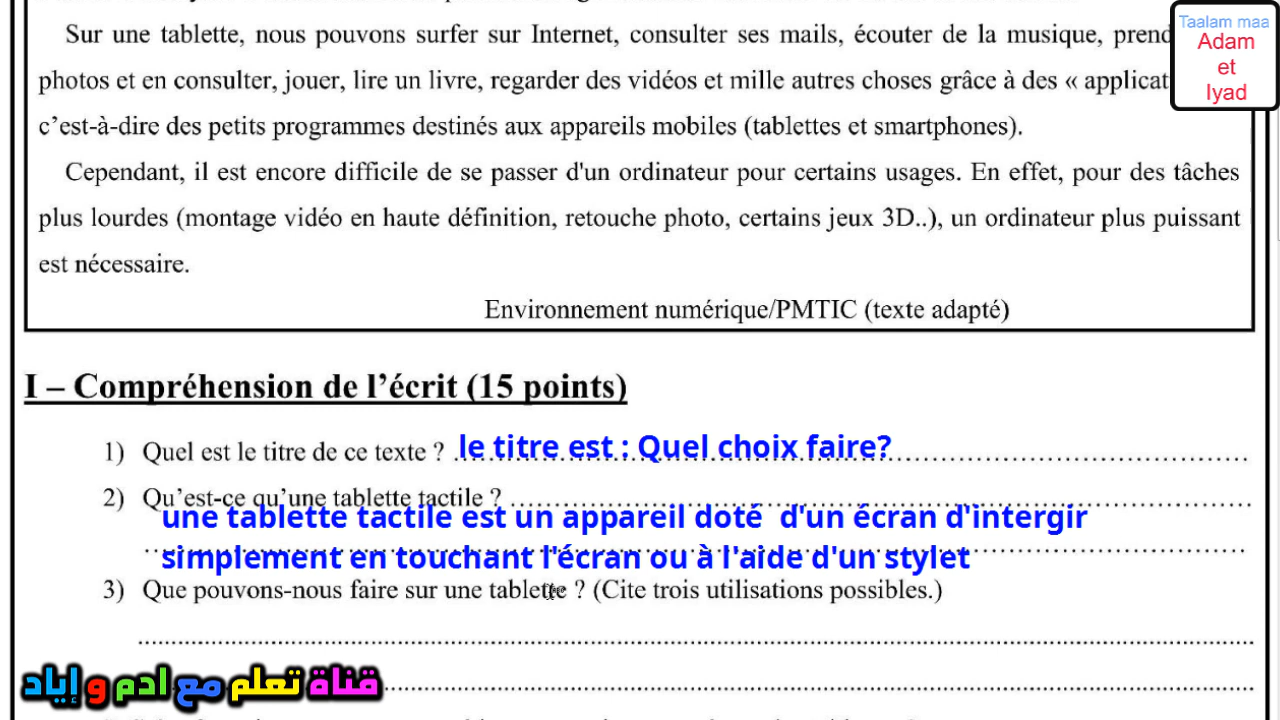 Sur une tablette, nous pouvons surfer sur Internet, consulter ses mails, écouter de la musique, prend
photos et en consulter, jouer, lire un livre, regarder des vidéos et mille autres choses grâce à des « applicat
c'est-à-dire des petits programmes destinés aux appareils mobiles (tablettes et smartphones).
Cependant, il est encore difficile de se passer d'un ordinateur pour certains usages. En effet, pour des tâches
plus lourdes (montage vidéo en haute définition, retouche photo, certains jeux 3D..), un ordinateur plus puissant
est nécessaire.
Environnement numérique/PMTIC (texte adapté)
Taalam maa
Adam
et
Iyad
I – Compréhension de l'écrit (15 points)
1) Quel est le titre de ce texte ? le titre est : Quel choix faire?
2) Qu'est-ce qu'une tablette tactile ?
une tablette tactile est un appareil doté d'un écran d'intergir
simplement en touchant l'écran ou à l'aide d'un stylet
3) Que pouvons-nous faire sur une tablette ? (Cite trois utilisations possibles.)
قناة تعلم مع ادم و إياد